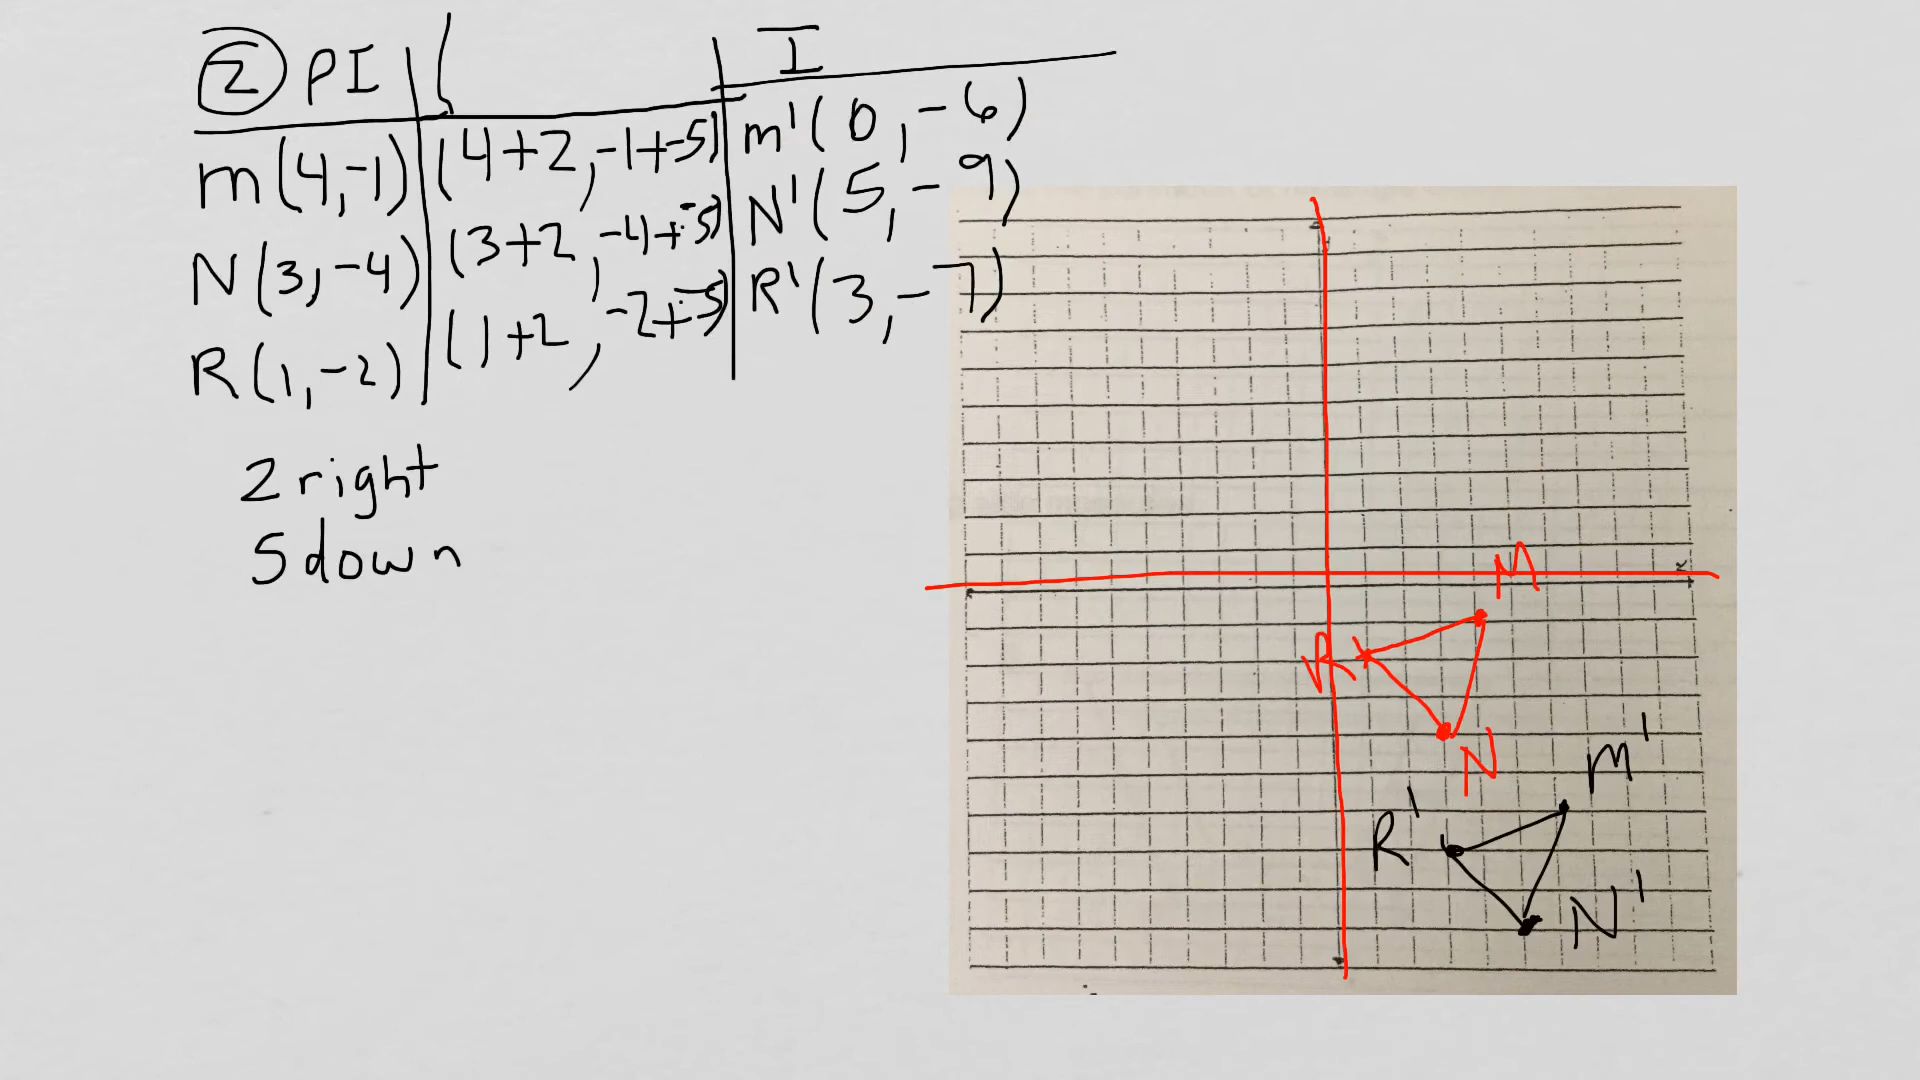 ② PI | ( | I
m(4,-1) | (4+2,-1+-5) | m'(0,-6)
N(3,-4) | (3+2,-4+-5) | N'(5,-9)
R(1,-2) | (1+2,-2+-5) | R'(3,-7)
2 right
5 down
M
R
N
M'
R'
N'
x